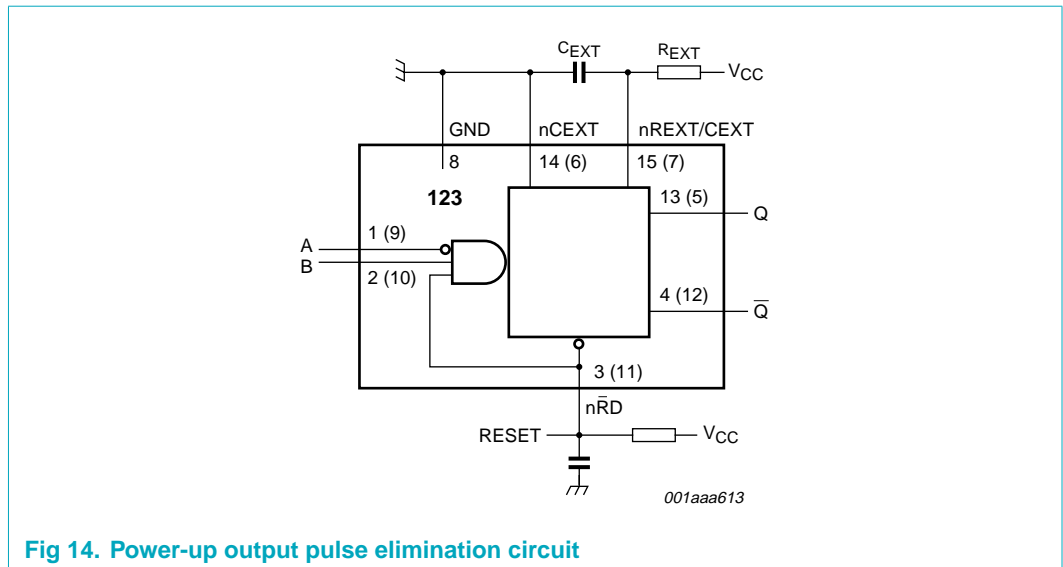 CEXT
REXT
VCC
GND
nCEXT
nREXT/CEXT
8
14 (6)
15 (7)
123
13 (5)
Q
1 (9)
A
B
2 (10)
4 (12)
Q̅
3 (11)
nR̅D
RESET
VCC
001aaa613
Fig 14. Power-up output pulse elimination circuit